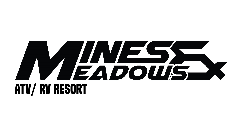 MINES &
MEADOWS
ATV/ RV RESORT